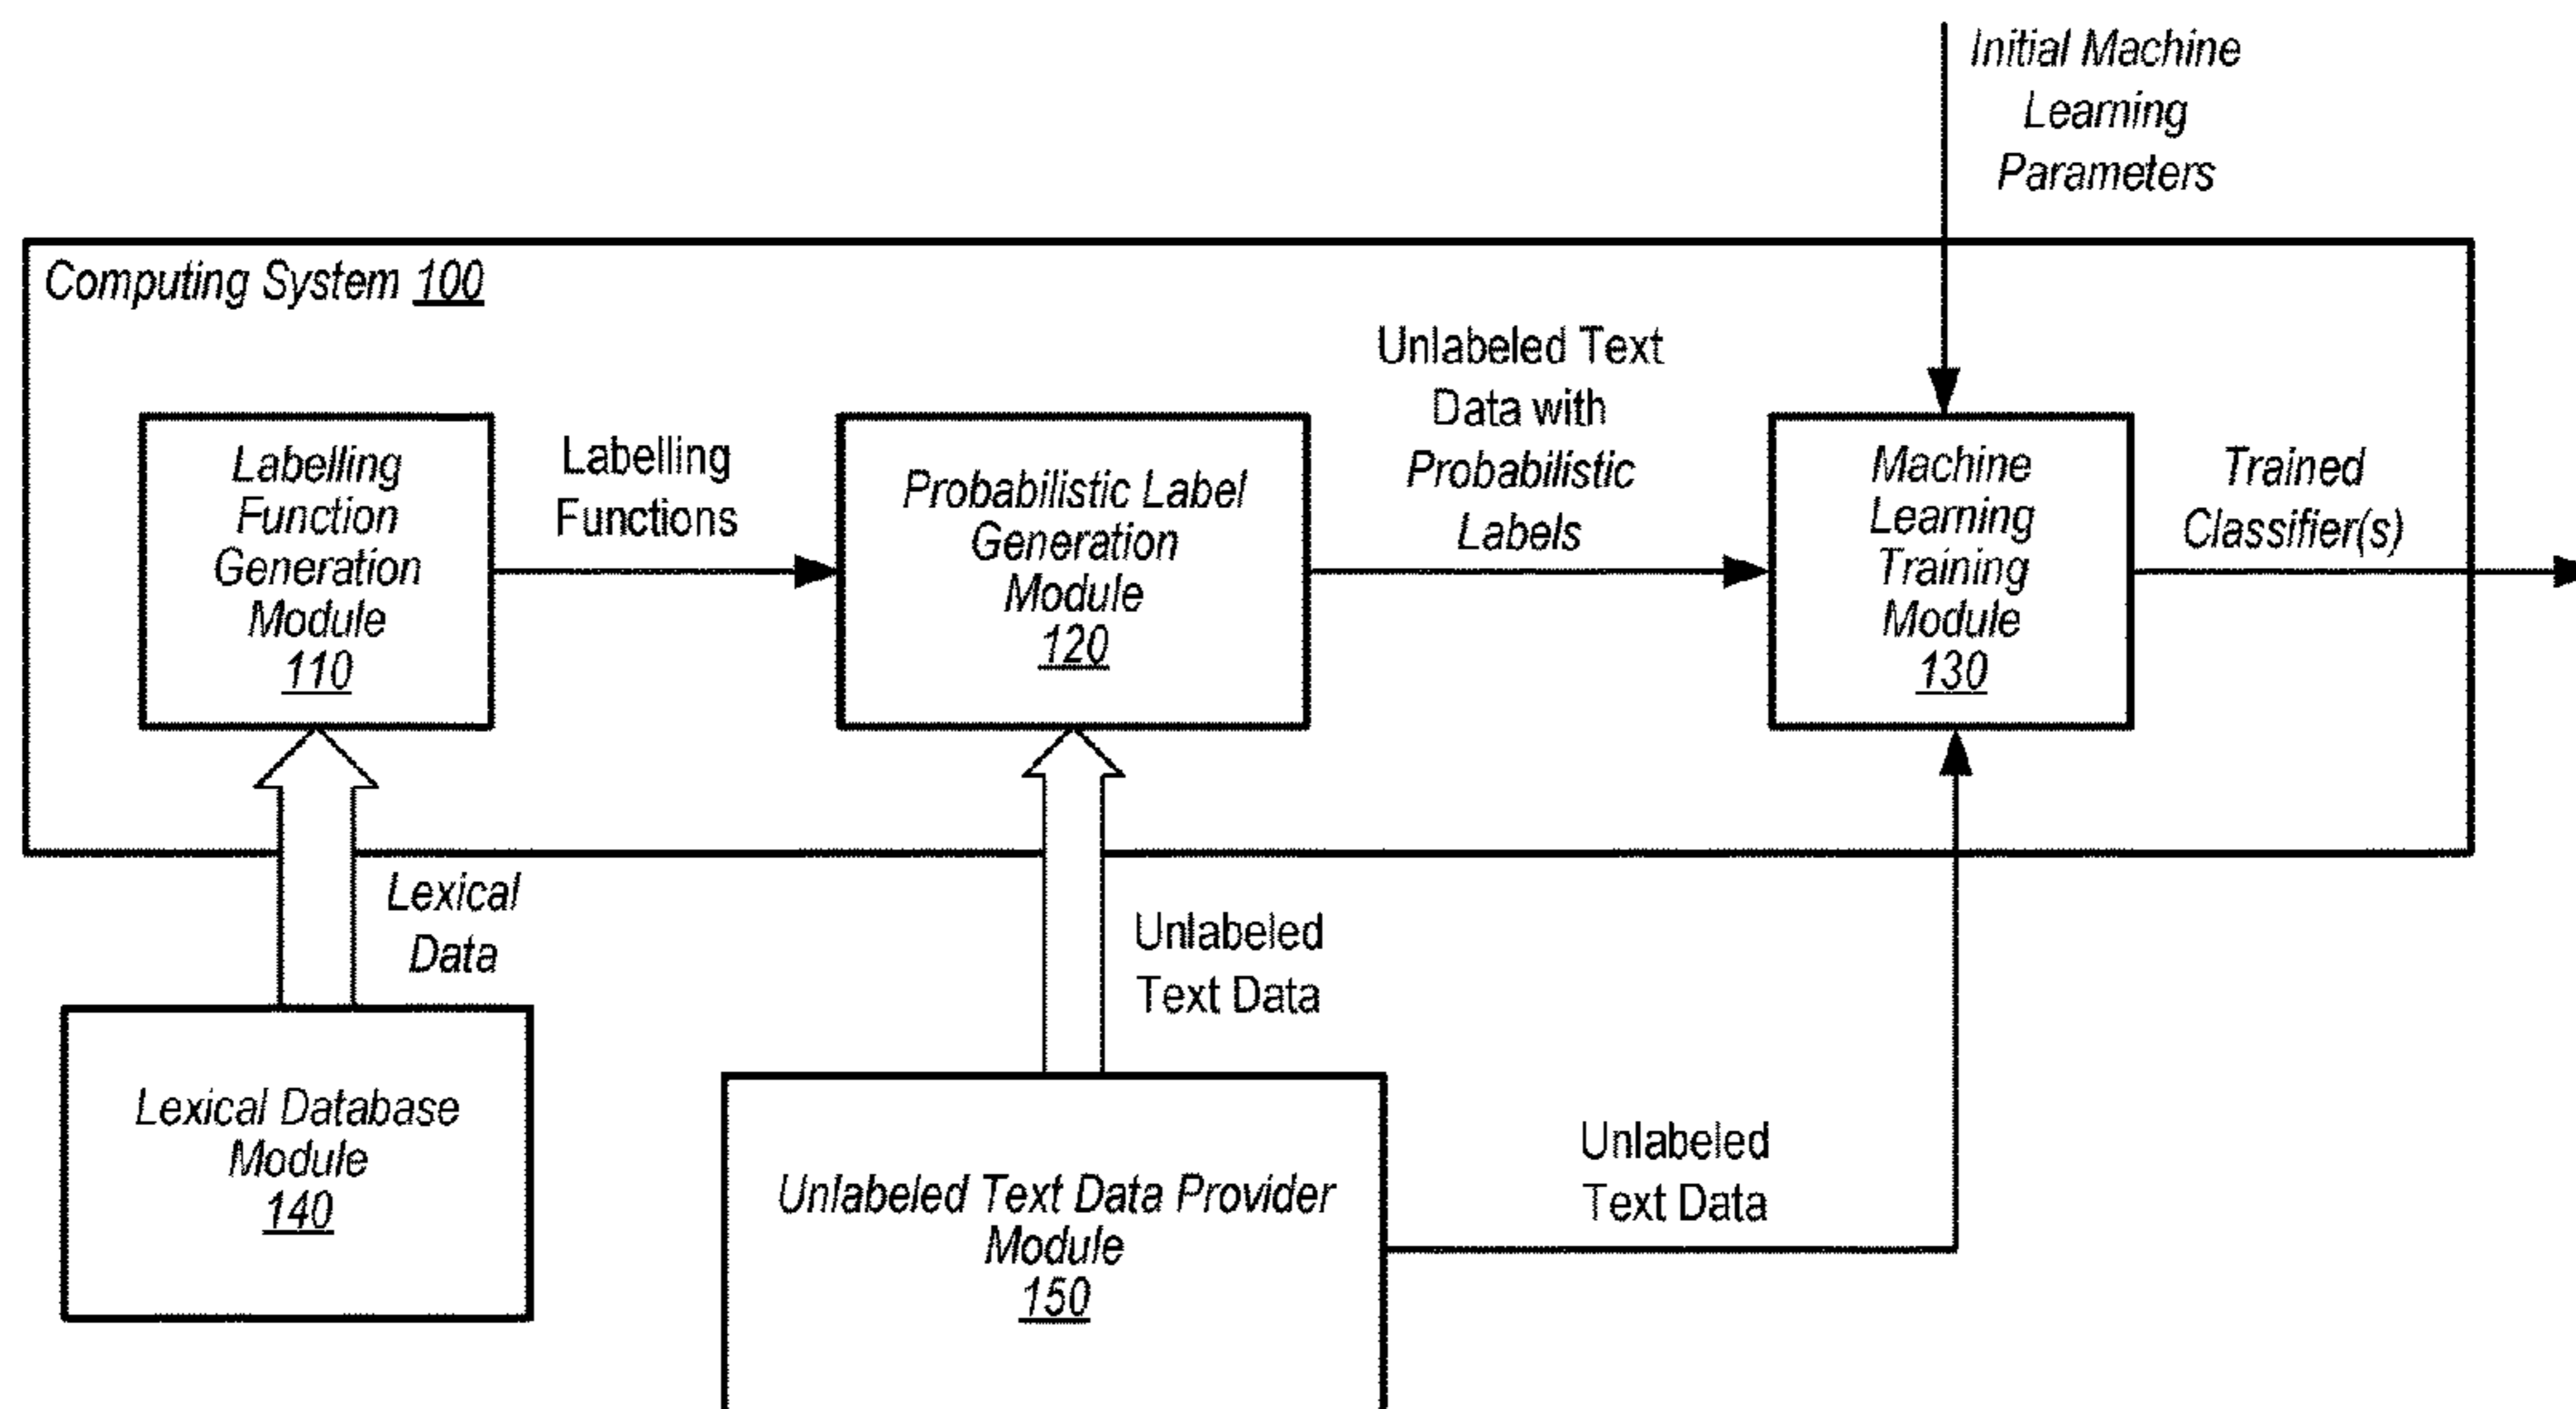 Initial Machine
Learning
Parameters
Computing System 100
Labelling
Function
Generation
Module
110
Labelling
Functions
Probabilistic Label
Generation
Module
120
Unlabeled Text
Data with
Probabilistic
Labels
Machine
Learning
Training
Module
130
Trained
Classifier(s)
Lexical
Data
Unlabeled
Text Data
Lexical Database
Module
140
Unlabeled Text Data Provider
Module
150
Unlabeled
Text Data